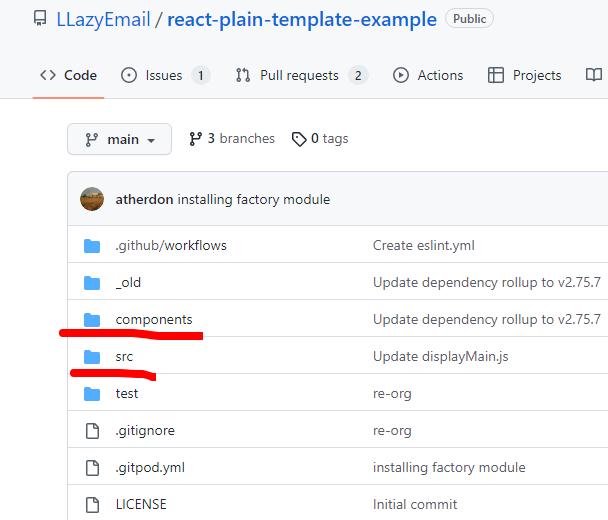 LLazyEmail / react-plain-template-example Public
Code Issues 1 Pull requests 2 Actions Projects
main 3 branches 0 tags
atherdon installing factory module
.github/workflows Create eslint.yml
_old Update dependency rollup to v2.75.7
components Update dependency rollup to v2.75.7
src Update displayMain.js
test re-org
.gitignore re-org
.gitpod.yml installing factory module
LICENSE Initial commit